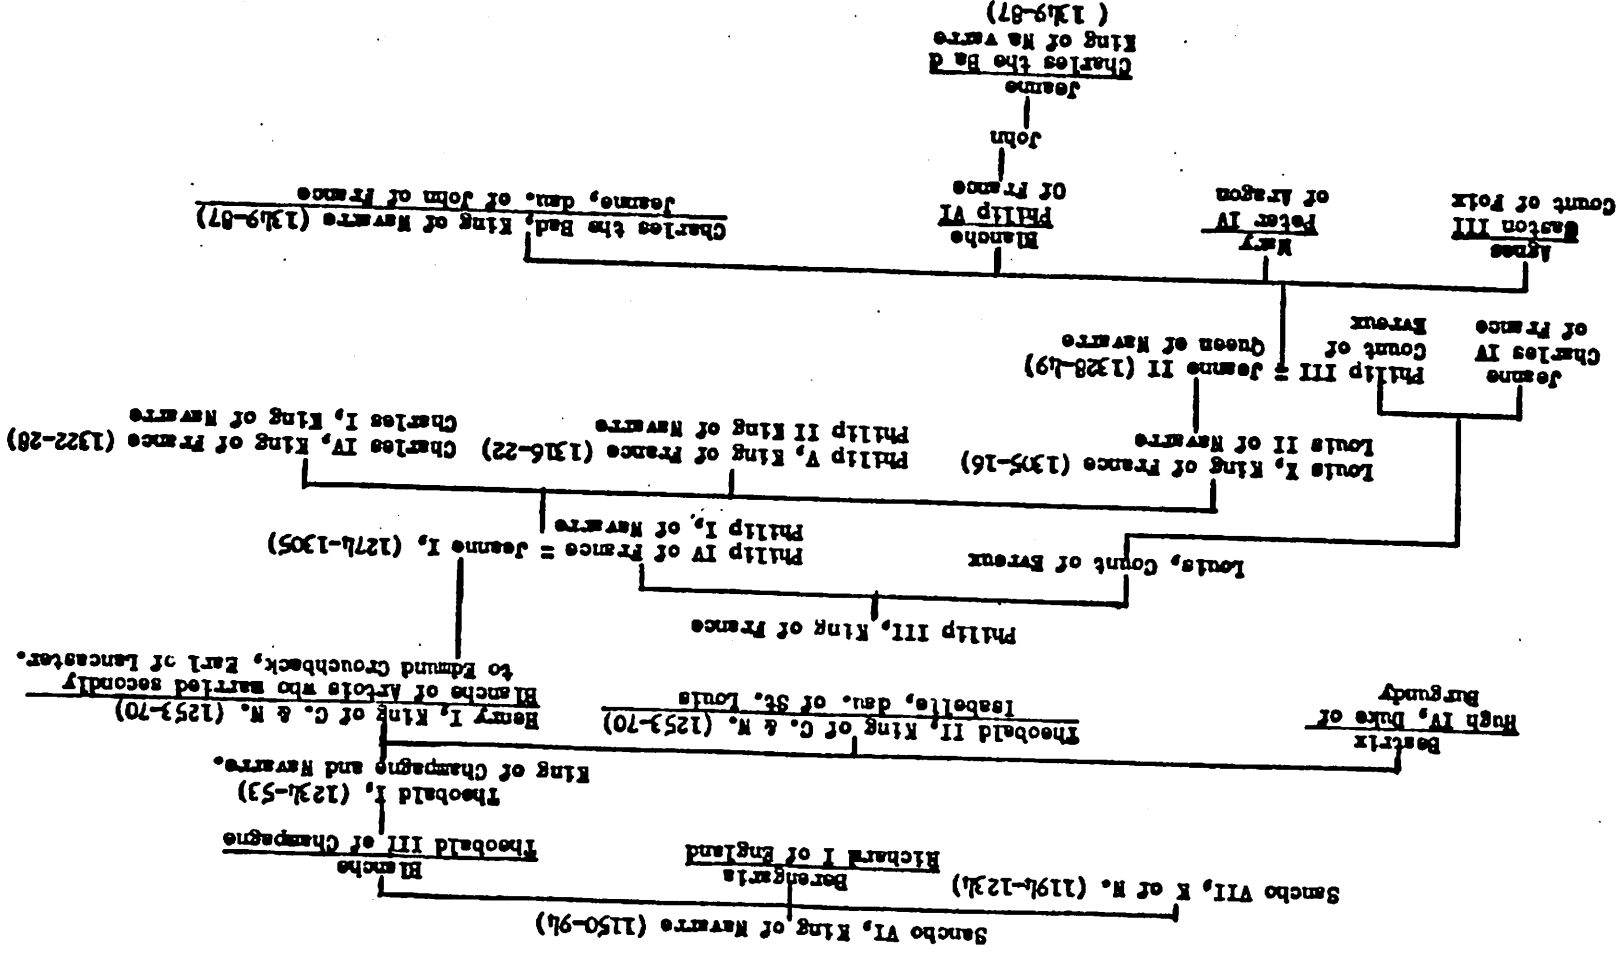 Sancho VI, King of Navarre (1150-94)
Sancho VII, K of N. (1194-1234)
Berengaria
Richard I of England
Blanche
Theobald III of Champagne
Theobald I, (1234-53)
King of Champagne and Navarre.
Beatrix
Hugh IV, Duke of
Burgundy
Theobald II, King of C. & N. (1253-70)
Isabelle, dau. of St. Louis
Henry I, King of C. & N. (1253-70)
Blanche of Artois who married secondly
to Edmund Crouchback, Earl of Lancaster.
Philip III, King of France
Louis, Count of Evreux
Philip IV of France = Jeanne I, (1274-1305)
Philip I, of Navarre
Louis X, King of France (1305-16)
Louis II of Navarre
Philip V, King of France (1316-22)
Philip II King of Navarre
Charles IV, King of France (1322-28)
Charles I, King of Navarre
Jeanne
Charles IV
of France
Philip III = Jeanne II (1328-49)
Count of
Evreux
Queen of Navarre
Agnes
Gaston III
Count of Foix
Mary
Peter IV
of Aragon
Blanche
Philip VI
Of France
Charles the Bad, King of Navarre (1349-87)
Jeanne, dau. of John of France
John
Jeanne
Charles the Ba d
King of Na varre
( 1349-87)